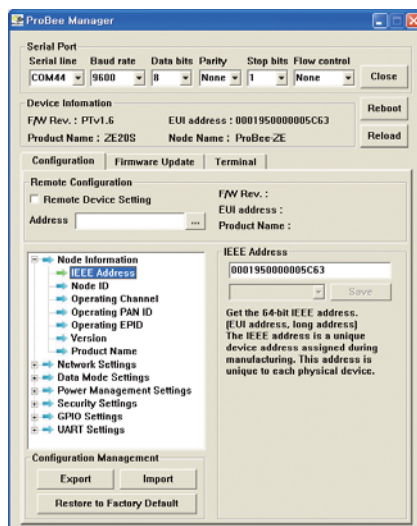 ProBee Manager
Serial Port
Serial line Baud rate Data bits Parity Stop bits Flow control
COM44 9600 8 None 1 None Close
Device Infomation
F/W Rev. : PTv1.6 EUI address : 0001950000005C63 Reboot
Product Name : ZE20S Node Name : ProBee-ZE Reload
Configuration Firmware Update Terminal
Remote Configuration
Remote Device Setting
Address ...
F/W Rev. :
EUI address :
Product Name :
Node Information
IEEE Address
Node ID
Operating Channel
Operating PAN ID
Operating EPID
Version
Product Name
Network Settings
Data Mode Settings
Power Management Settings
Security Settings
GPIO Settings
UART Settings
IEEE Address
0001950000005C63
Save
Get the 64-bit IEEE address.
(EUI address, long address)
The IEEE address is a unique
device address assigned during
manufacturing. This address is
unique to each physical device.
Configuration Management
Export Import
Restore to Factory Default